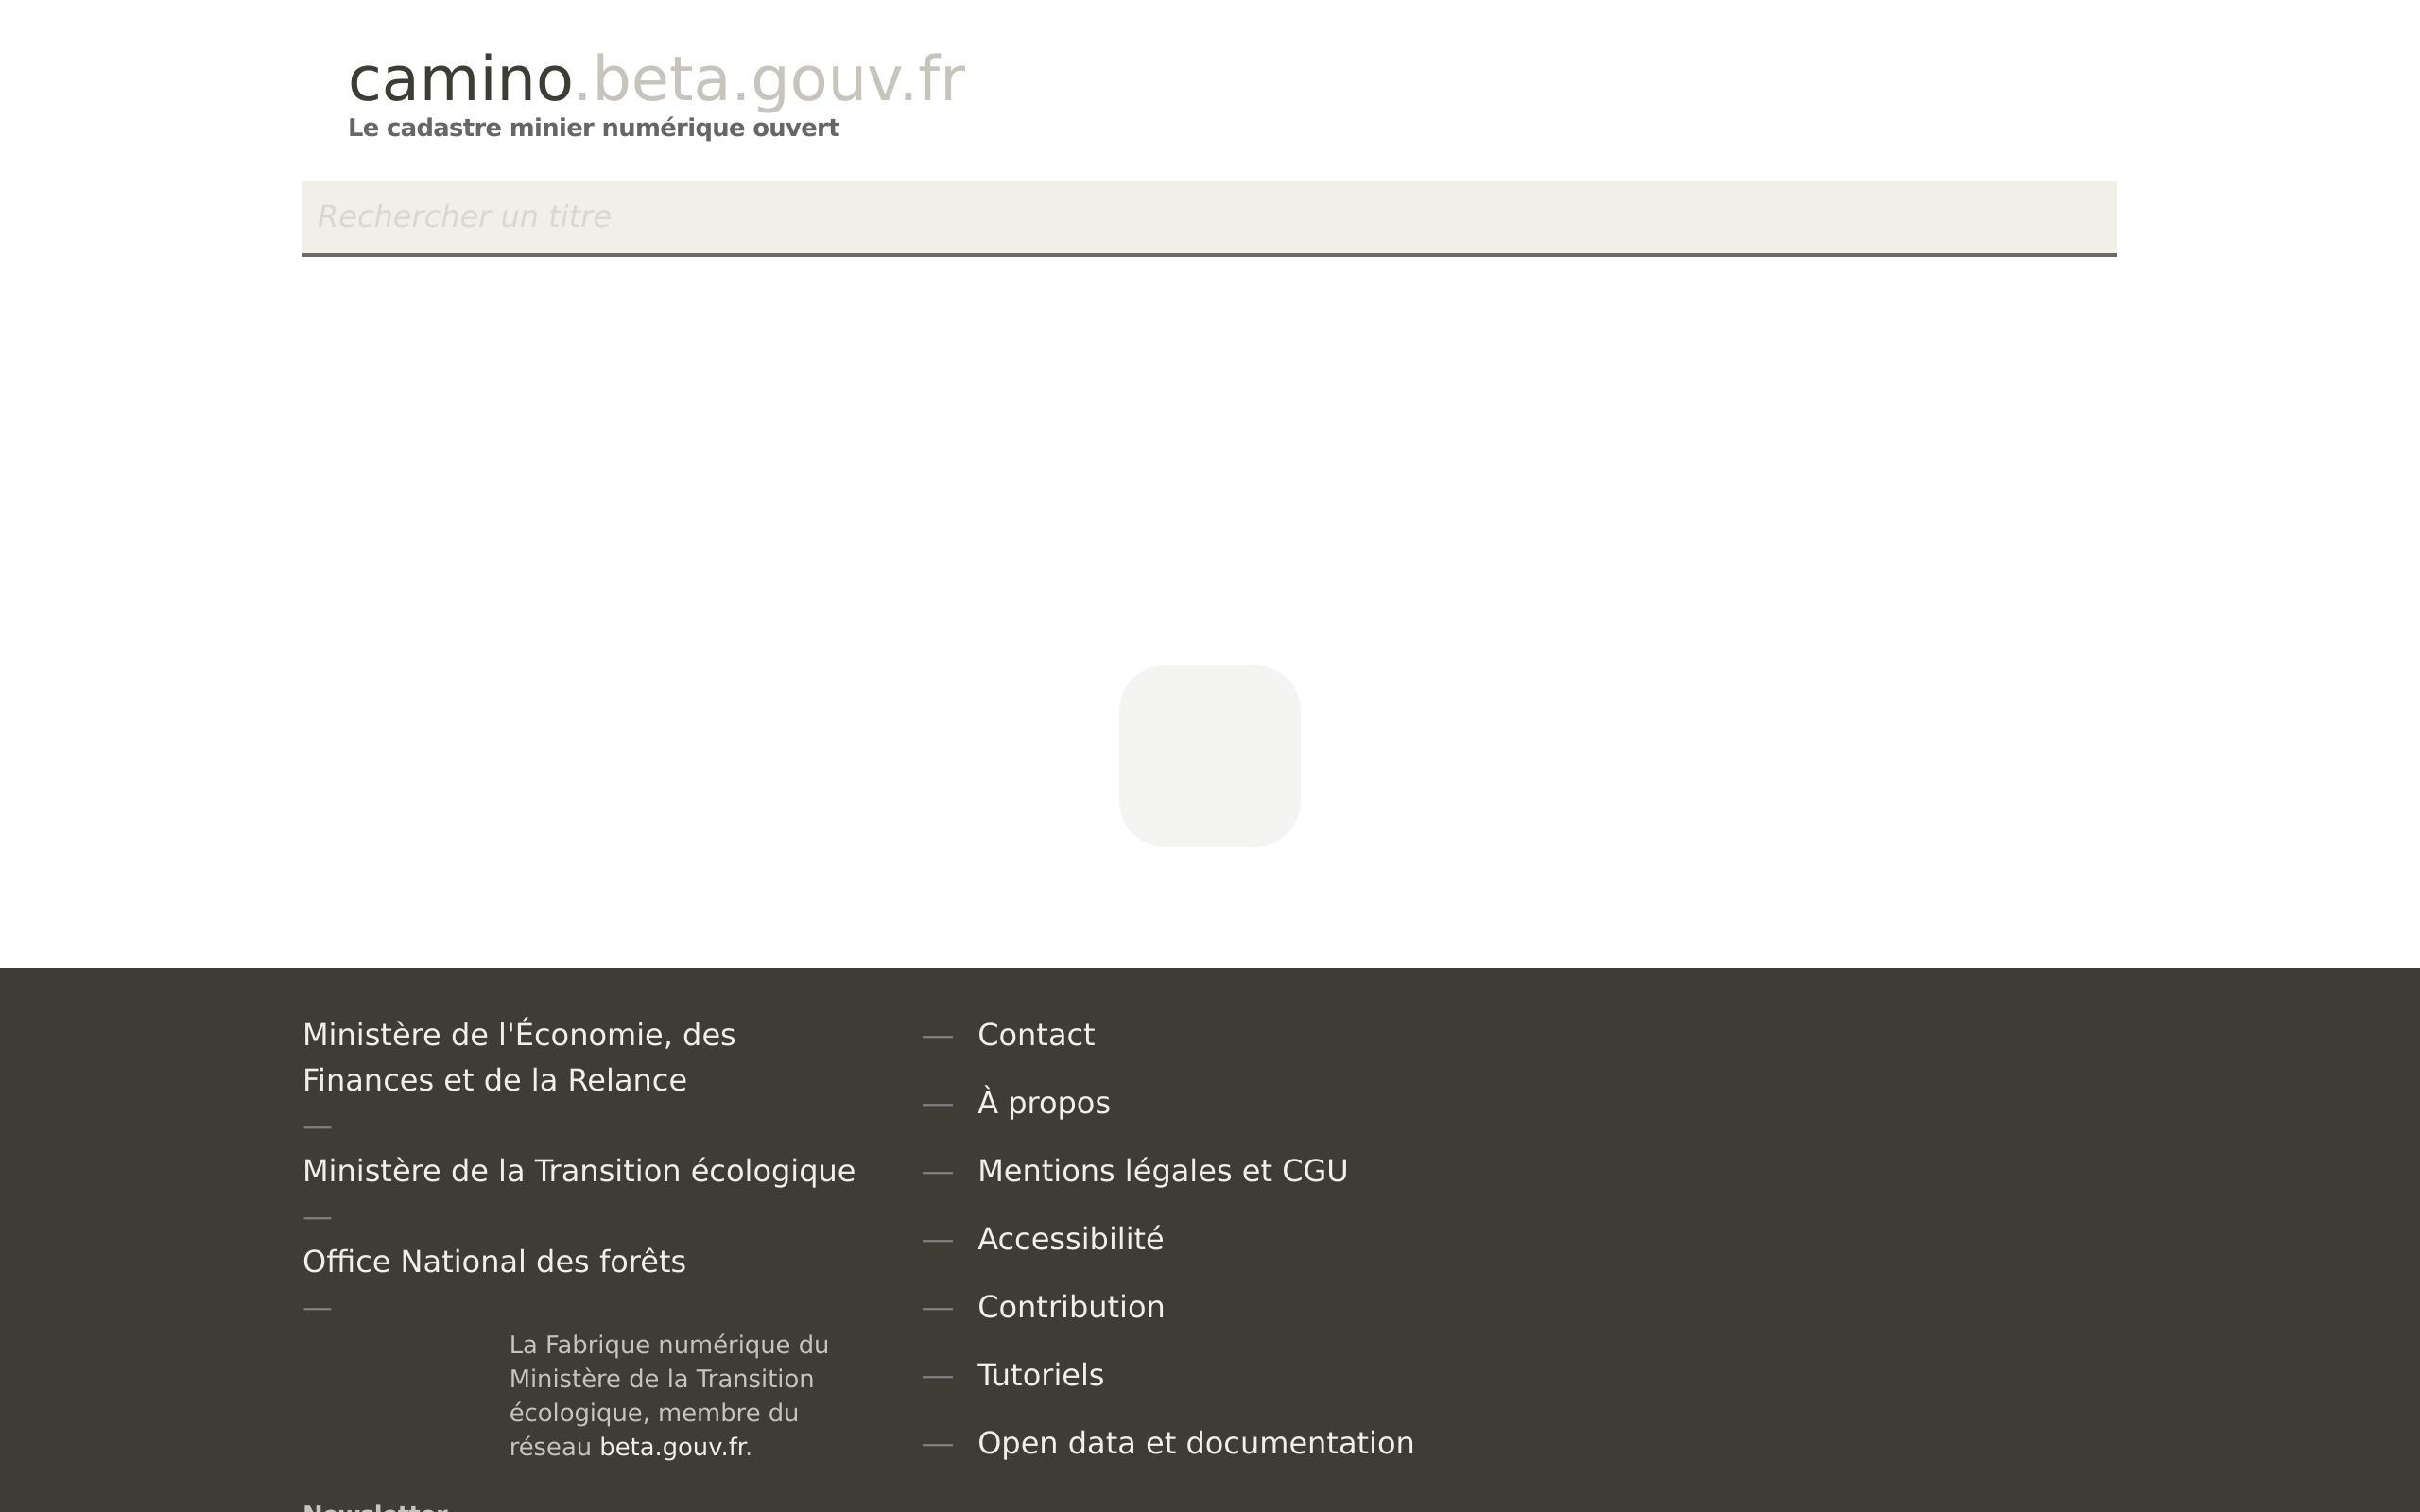 camino.beta.gouv.fr
Le cadastre minier numérique ouvert
Rechercher un titre
Ministère de l'Économie, des
Finances et de la Relance
—
Ministère de la Transition écologique
—
Office National des forêts
—
La Fabrique numérique du
Ministère de la Transition
écologique, membre du
réseau beta.gouv.fr.
Newsletter
— Contact
— À propos
— Mentions légales et CGU
— Accessibilité
— Contribution
— Tutoriels
— Open data et documentation